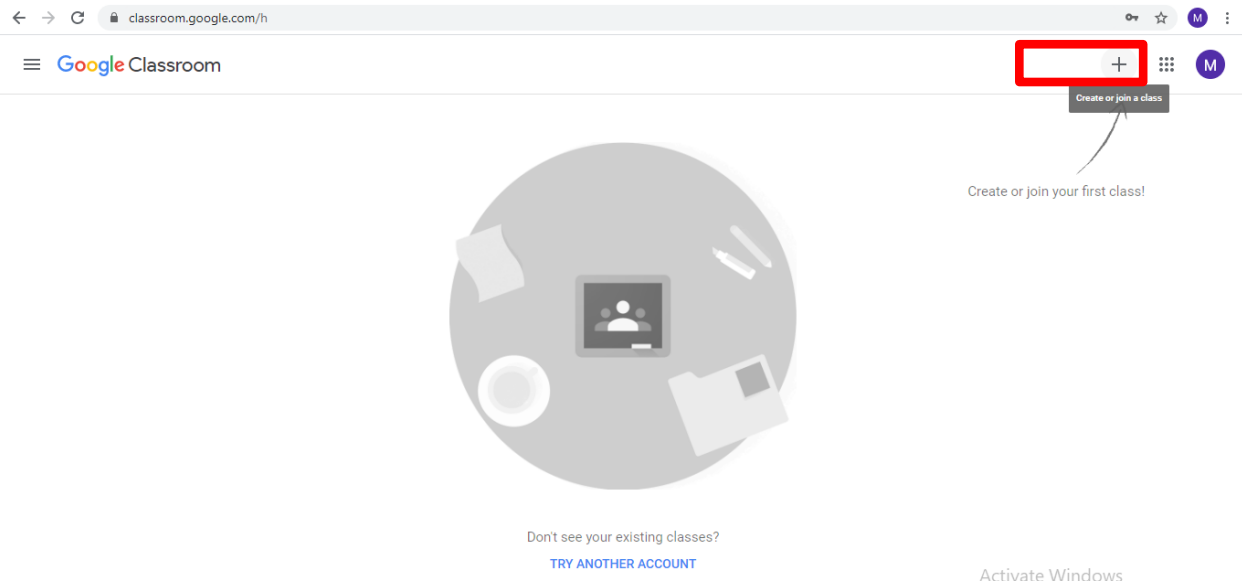 classroom.google.com/h
M
Google Classroom
M
Create or join a class
Create or join your first class!
Don't see your existing classes?
TRY ANOTHER ACCOUNT
Activate Windows